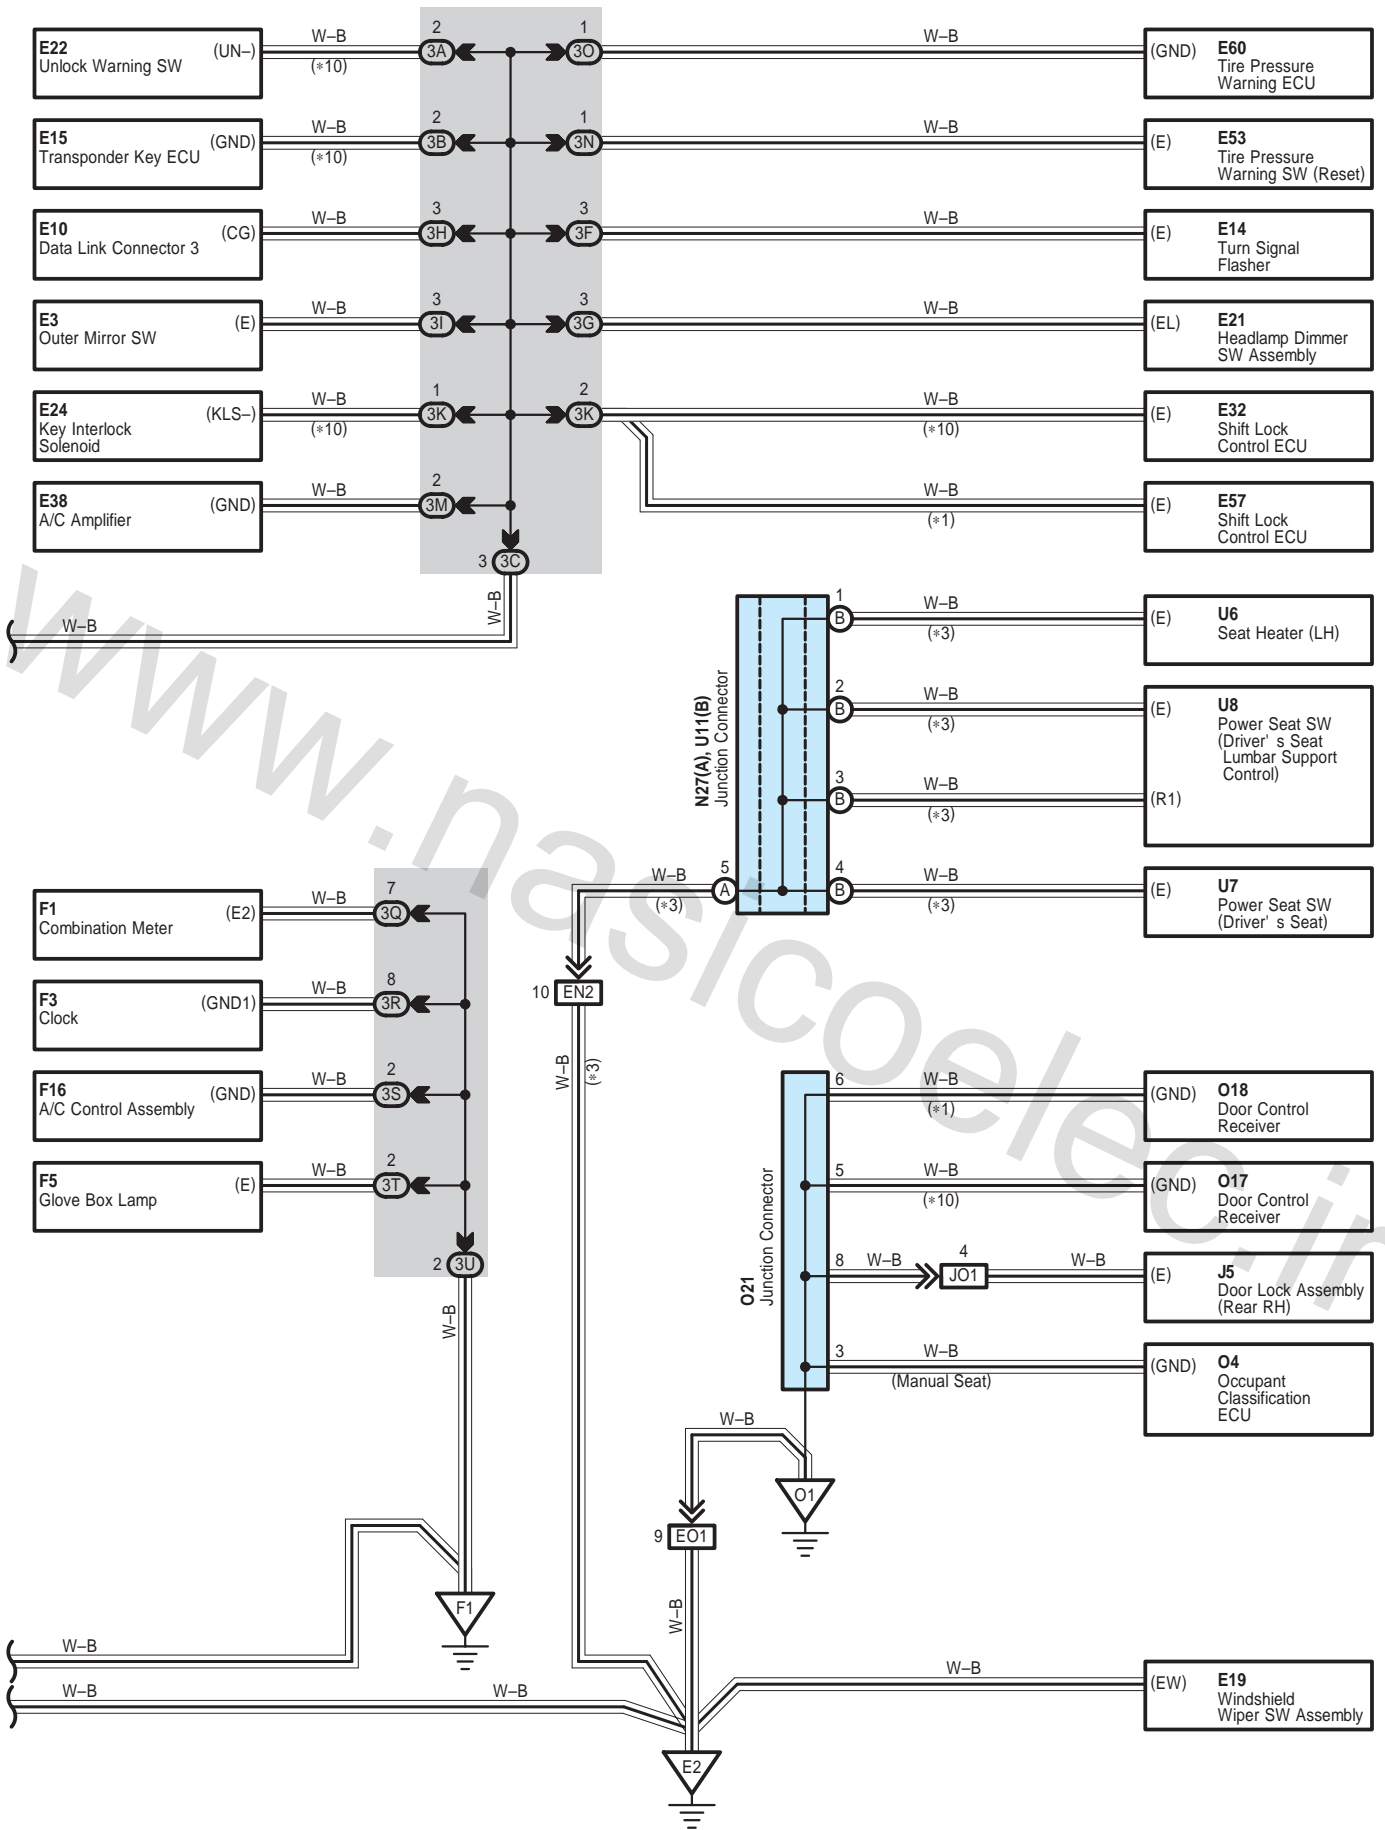 E22
Unlock Warning SW
(UN–)
W–B
(*10)
2
3A
1
3O
W–B
(GND)
E60
Tire Pressure
Warning ECU
E15
Transponder Key ECU
(GND)
W–B
(*10)
2
3B
1
3N
W–B
(E)
E53
Tire Pressure
Warning SW (Reset)
E10
Data Link Connector 3
(CG)
W–B
3
3H
3
3F
W–B
(E)
E14
Turn Signal
Flasher
E3
Outer Mirror SW
(E)
W–B
3
3I
3
3G
W–B
(EL)
E21
Headlamp Dimmer
SW Assembly
E24
Key Interlock
Solenoid
(KLS–)
W–B
(*10)
1
3K
2
3K
W–B
(*10)
(E)
E32
Shift Lock
Control ECU
E38
A/C Amplifier
(GND)
W–B
2
3M
W–B
(*1)
(E)
E57
Shift Lock
Control ECU
3
3C
W–B
W–B
N27(A), U11(B)
Junction Connector
1
B
W–B
(*3)
(E)
U6
Seat Heater (LH)
2
B
W–B
(*3)
(E)
U8
Power Seat SW
(Driver' s Seat
Lumbar Support
Control)
3
B
W–B
(*3)
(R1)
W–B
(*3)
5
A
4
B
W–B
(*3)
(E)
U7
Power Seat SW
(Driver' s Seat)
F1
Combination Meter
(E2)
W–B
7
3Q
F3
Clock
(GND1)
W–B
8
3R
10
EN2
W–B
(*3)
F16
A/C Control Assembly
(GND)
W–B
2
3S
F5
Glove Box Lamp
(E)
W–B
2
3T
2
3U
W–B
O21
Junction Connector
6
W–B
(*1)
(GND)
O18
Door Control
Receiver
5
W–B
(*10)
(GND)
O17
Door Control
Receiver
8
W–B
4
JO1
W–B
(E)
J5
Door Lock Assembly
(Rear RH)
3
W–B
(Manual Seat)
(GND)
O4
Occupant
Classification
ECU
W–B
O1
9
EO1
W–B
F1
W–B
W–B
W–B
W–B
(EW)
E19
Windshield
Wiper SW Assembly
E2
www.nasicoelec.ir